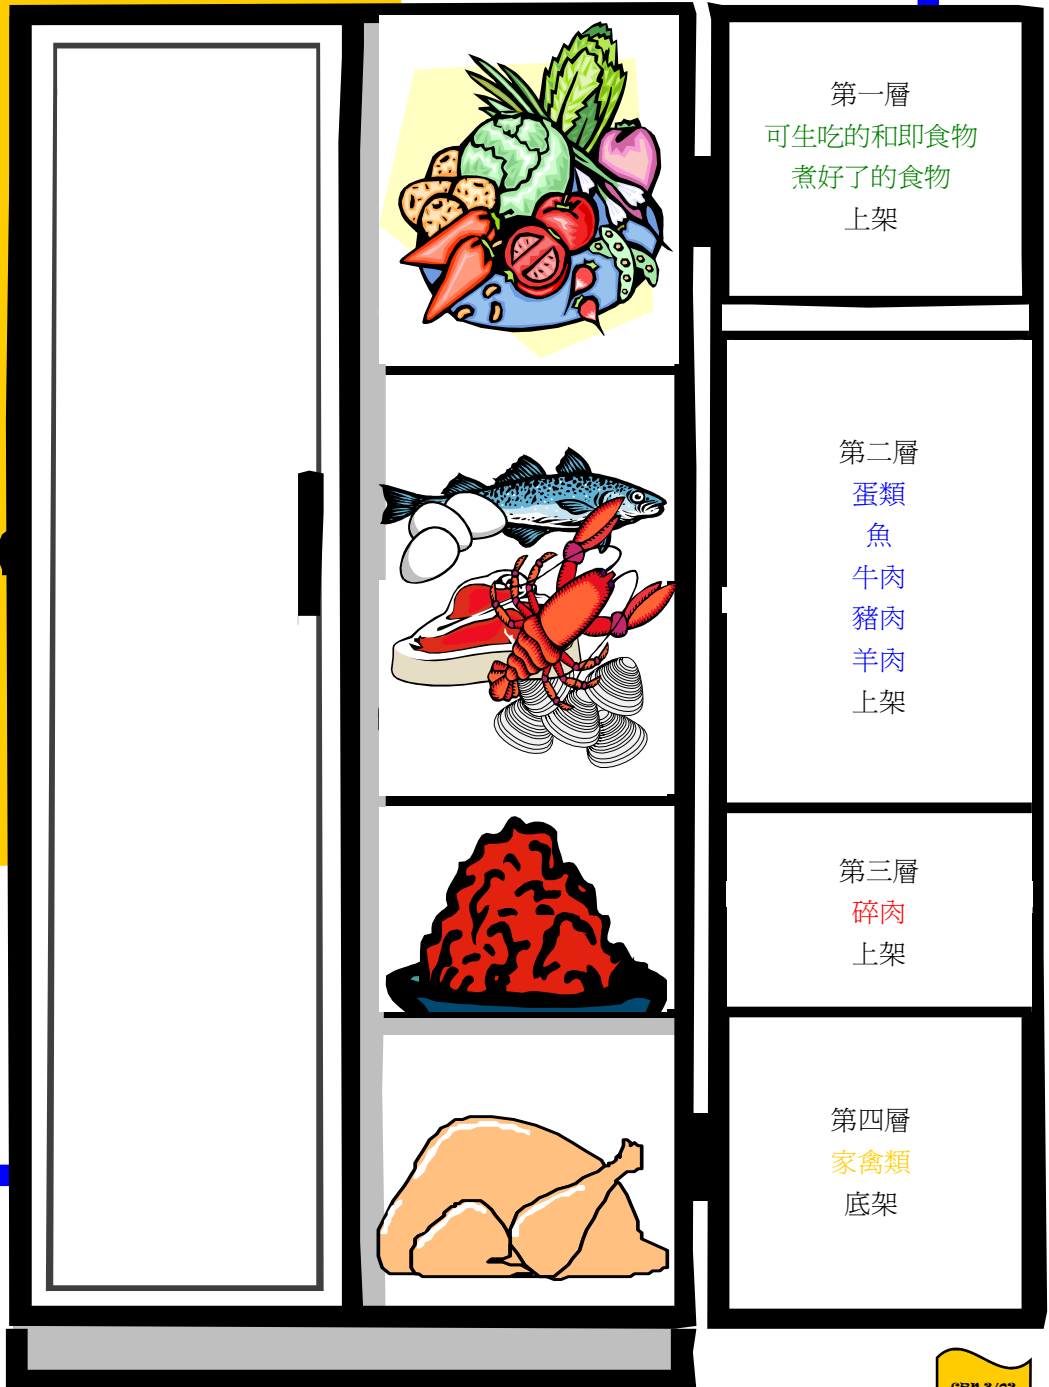 第一層
可生吃的和即食物
煮好了的食物
上架
第二層
蛋類
魚
牛肉
豬肉
羊肉
上架
第三層
碎肉
上架
第四層
家禽類
底架